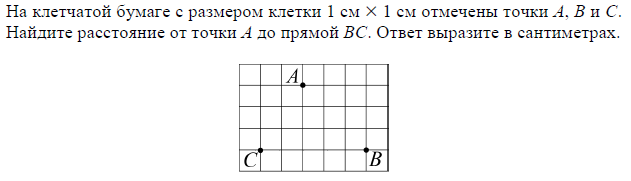 На клетчатой бумаге с размером клетки 1 см × 1 см отмечены точки A, B и C.
Найдите расстояние от точки A до прямой BC. Ответ выразите в сантиметрах.
A
C B